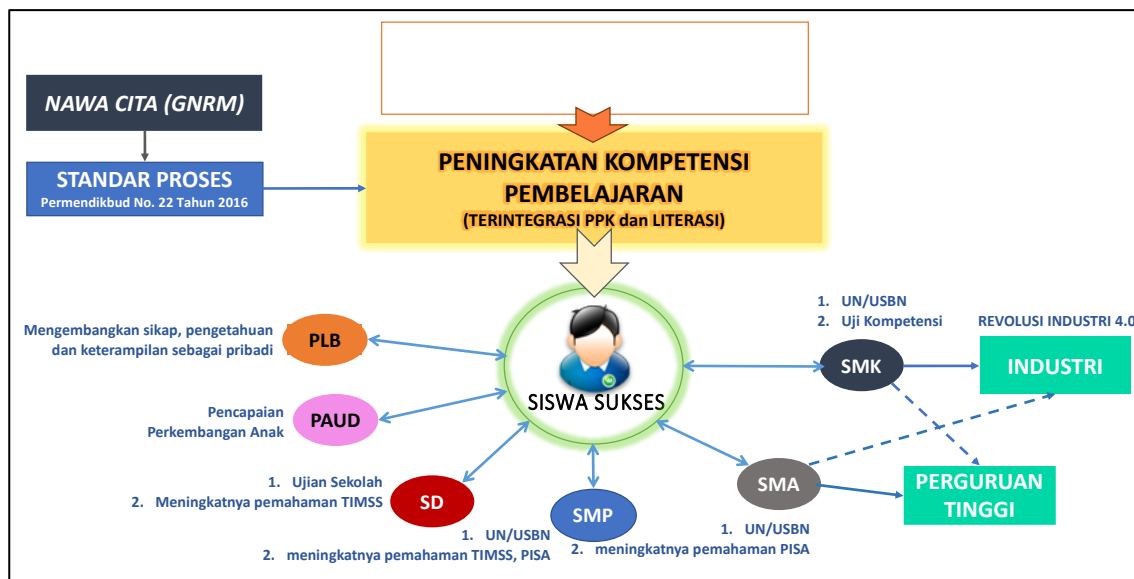 NAWA CITA (GNRM)
STANDAR PROSES
Permendikbud No. 22 Tahun 2016
PENINGKATAN KOMPETENSI
PEMBELAJARAN
(TERINTEGRASI PPK dan LITERASI)
Mengembangkan sikap, pengetahuan
dan keterampilan sebagai pribadi
PLB
Pencapaian
Perkembangan Anak
PAUD
1. Ujian Sekolah
2. Meningkatnya pemahaman TIMSS
SD
1. UN/USBN
2. meningkatnya pemahaman TIMSS, PISA
SMP
SISWA SUKSES
1. UN/USBN
2. Uji Kompetensi
SMK
REVOLUSI INDUSTRI 4.0
INDUSTRI
SMA
1. UN/USBN
2. meningkatnya pemahaman PISA
PERGURUAN
TINGGI